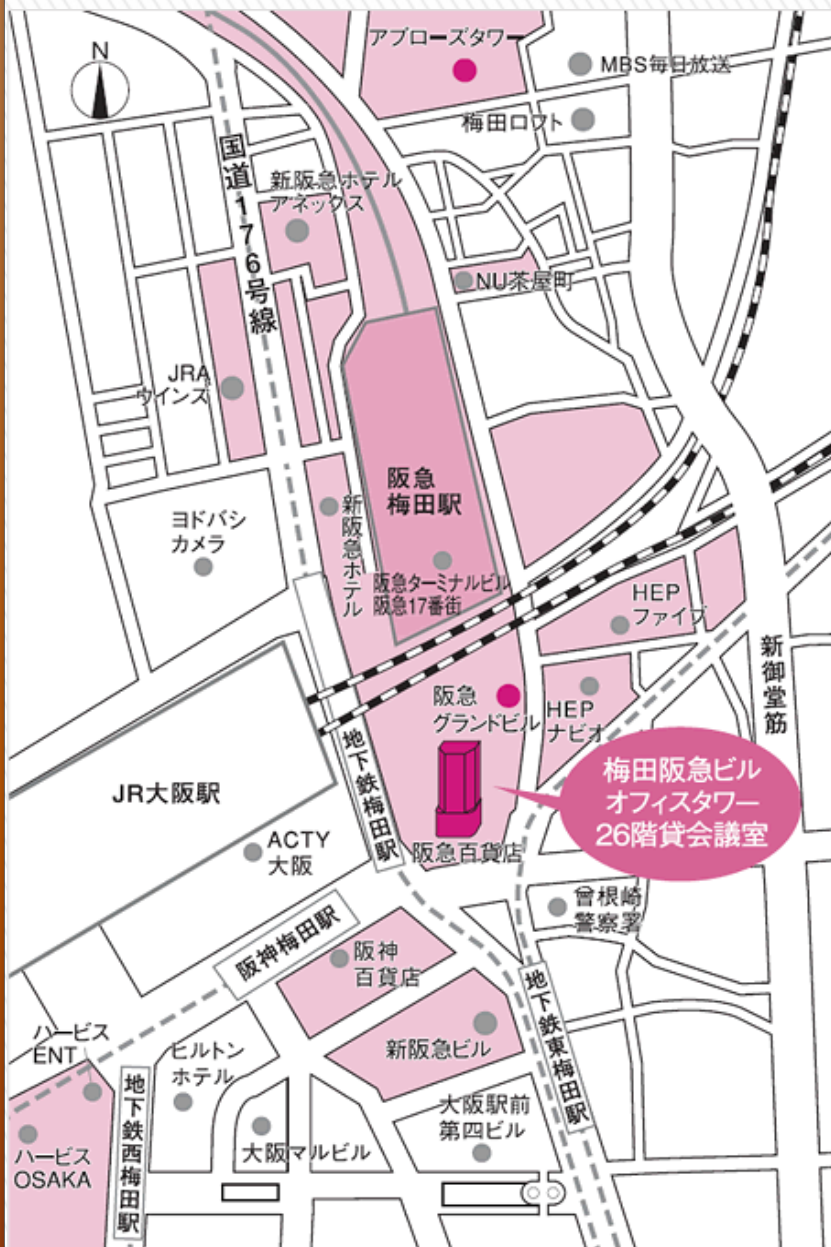 アプローズタワー
N
MBS毎日放送
梅田ロフト
国道176号線
新阪急ホテル
アネックス
NU茶屋町
JRA
ウインズ
阪急
梅田駅
新阪急ホテル
ヨドバシ
カメラ
阪急ターミナルビル
阪急17番街
HEP
ファイブ
新御堂筋
阪急
グランドビル
HEP
ナビオ
地下鉄梅田駅
梅田阪急ビル
オフィスタワー
26階貸会議室
JR大阪駅
ACTY
大阪
阪急百貨店
曾根崎
警察署
阪神梅田駅
阪神
百貨店
地下鉄東梅田駅
ハービス
ENT
ヒルトン
ホテル
新阪急ビル
地下鉄西梅田駅
大阪駅前
第四ビル
大阪マルビル
ハービス
OSAKA